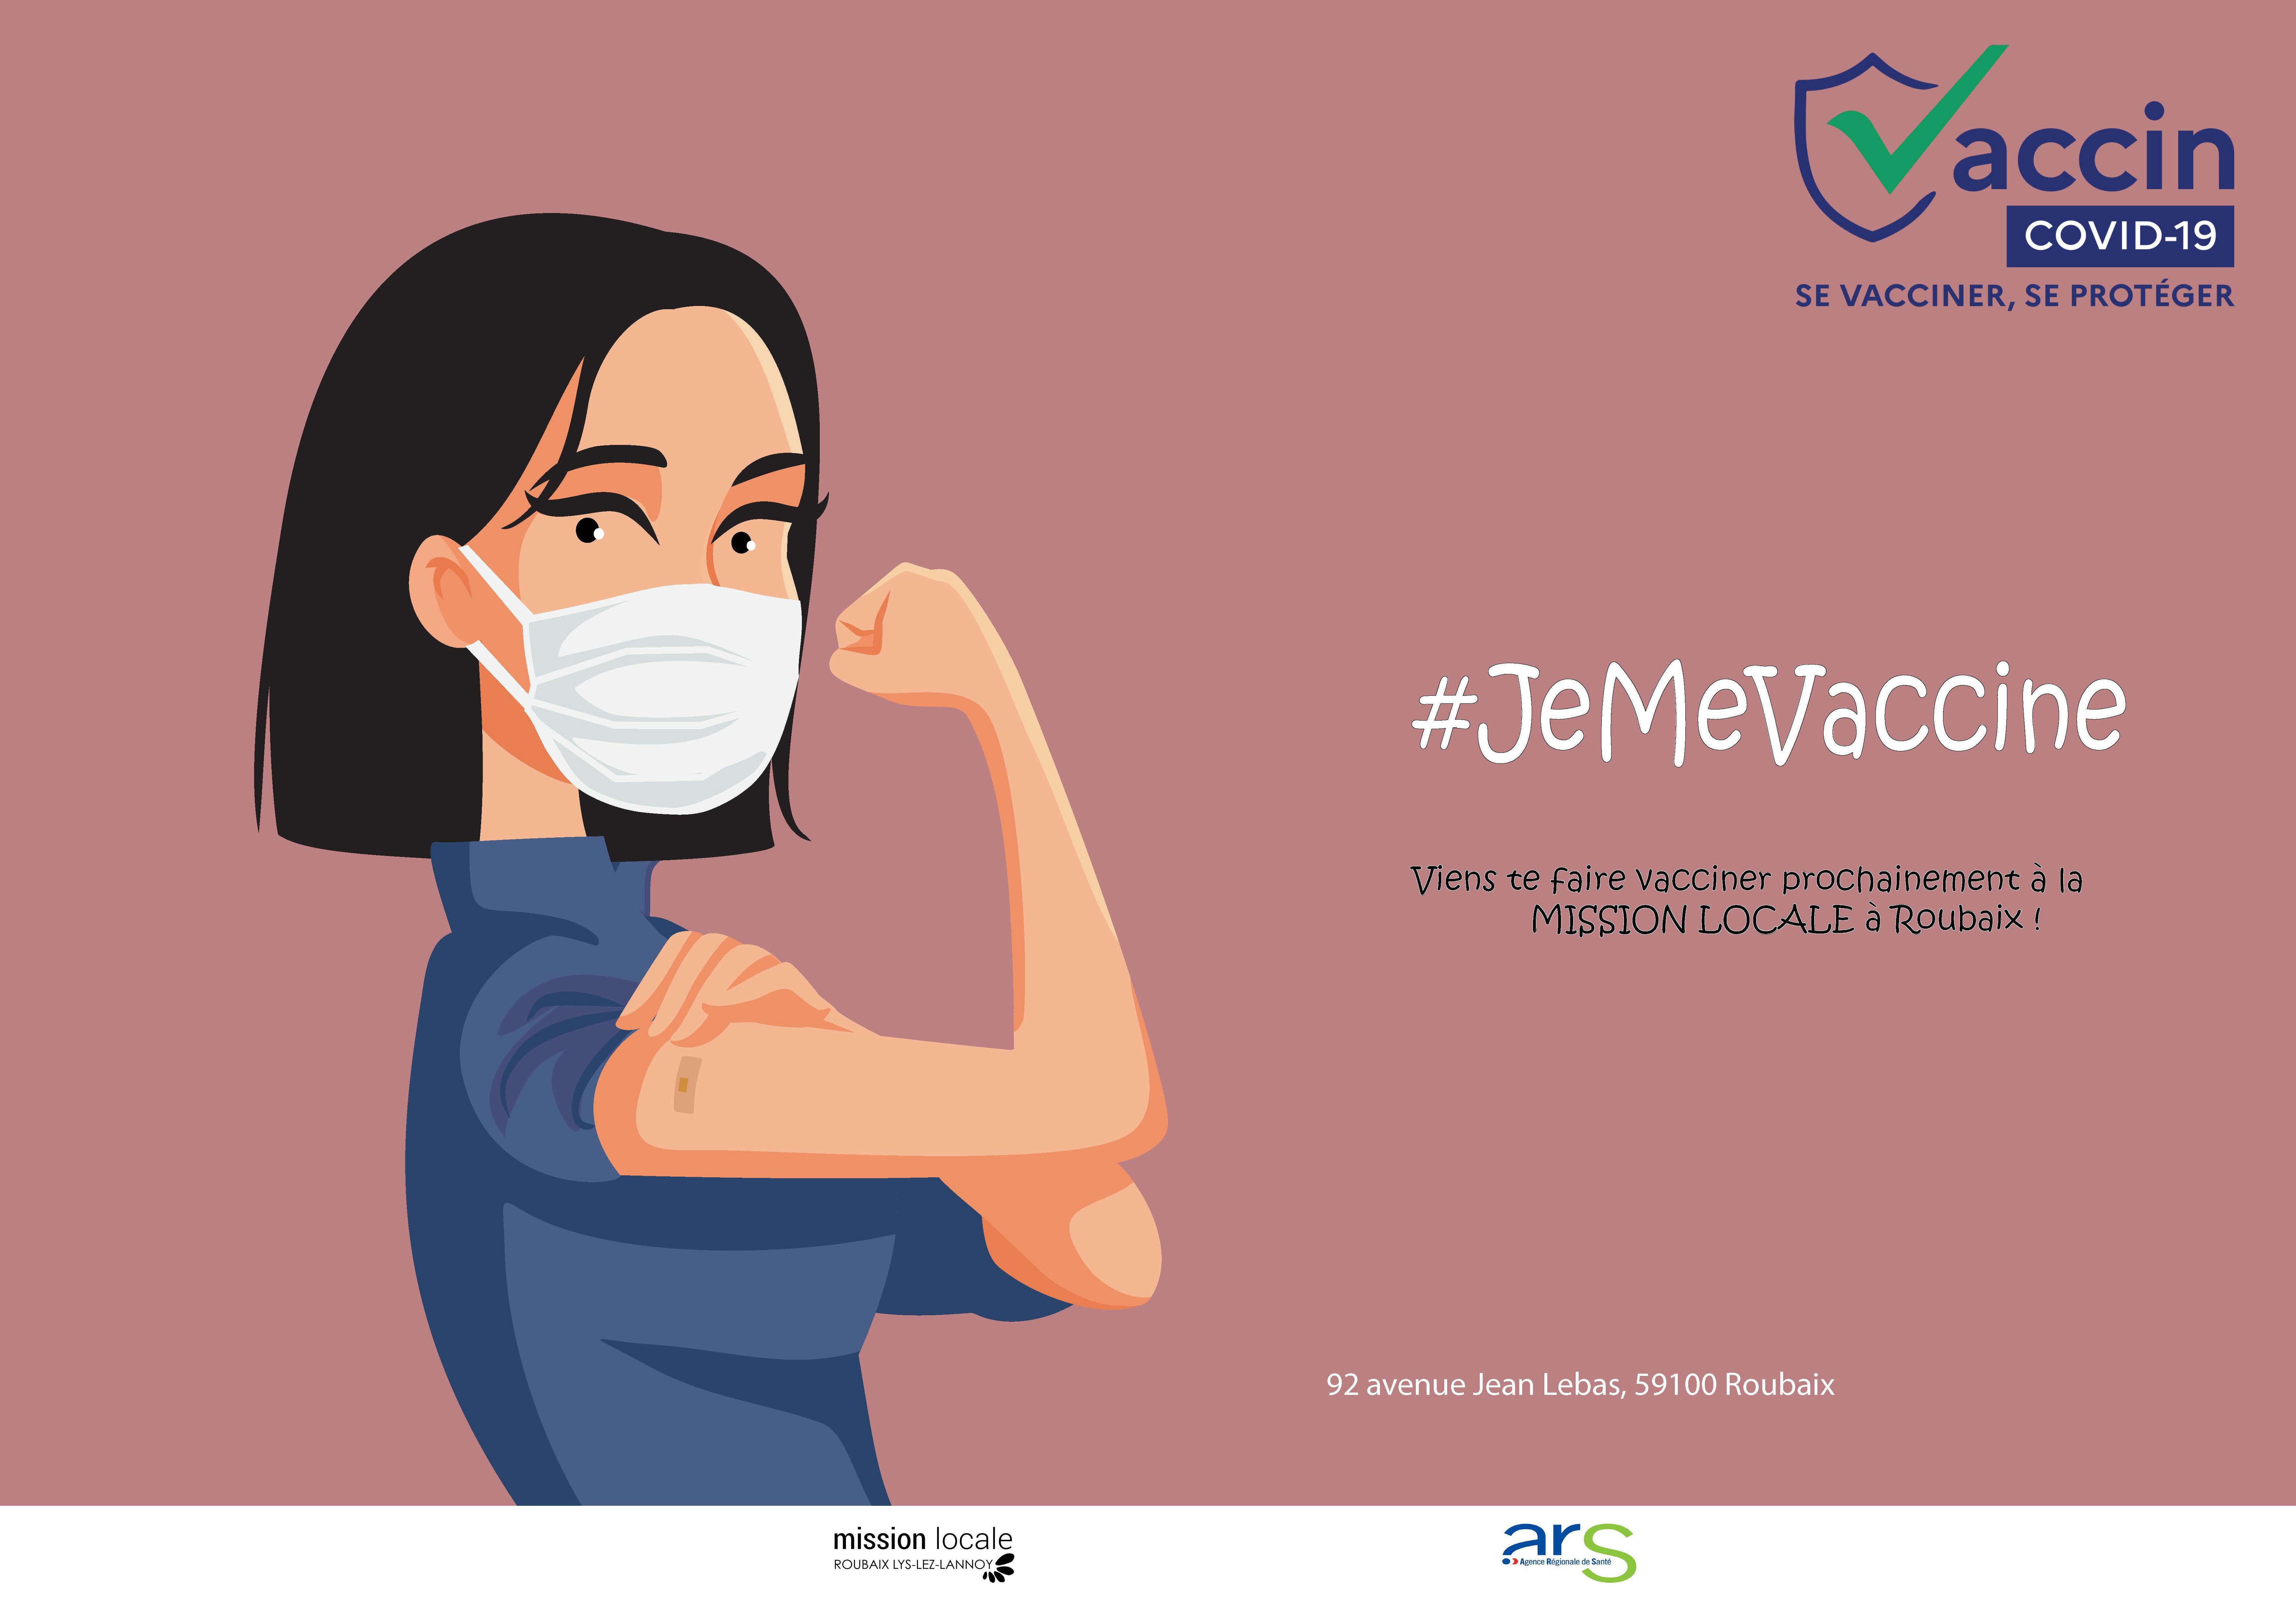 Vaccin
COVID-19
SE VACCINER, SE PROTÉGER
#JeMeVaccine
Viens te faire vacciner prochainement à la
MISSION LOCALE à Roubaix !
92 avenue Jean Lebas, 59100 Roubaix
mission locale
ROUBAIX LYS-LEZ-LANNOY
ars
Agence Régionale de Santé